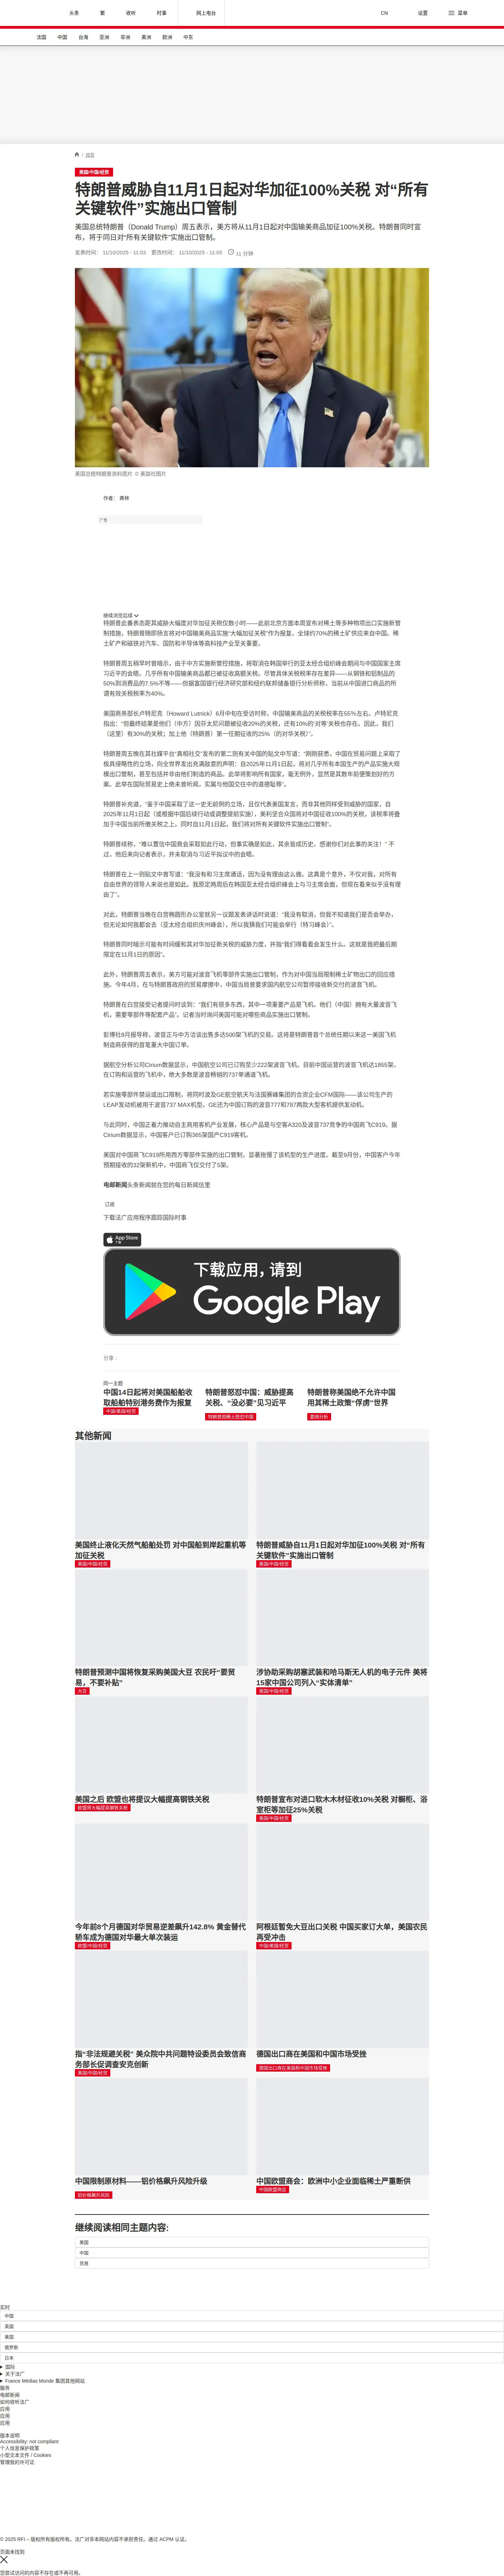 头条 繁 收听 时事 网上电台 CN 设置 菜单
法国 中国 台海 亚洲 非洲 美洲 欧洲 中东
/ 经贸
美国/中国/经贸
特朗普威胁自11月1日起对华加征100%关税 对“所有
关键软件”实施出口管制
美国总统特朗普（Donald Trump）周五表示，美方将从11月1日起对中国输美商品加征100%关税。特朗普同时宣
布，将于同日对“所有关键软件”实施出口管制。
发表时间： 11/10/2025 - 11:03 更改时间： 11/10/2025 - 11:05 11 分钟
美国总统特朗普资料图片 © 美联社图片
作者： 弗林
广告
继续浏览后续
特朗普此番表态距其威胁大幅度对华加征关税仅数小时——此前北京方面本周宣布对稀土等多种物项出口实施新管
制措施，特朗普随即扬言将对中国输美商品实施“大幅加征关税”作为报复。全球约70%的稀土矿供应来自中国。稀
土矿产和磁铁对汽车、国防和半导体等高科技产业至关重要。
特朗普周五稍早时曾暗示，由于中方实施新管控措施，将取消在韩国举行的亚太经合组织峰会期间与中国国家主席
习近平的会晤。几乎所有中国输美商品都已被征收高额关税。尽管具体关税税率存在差异——从钢铁和铝制品的
50%到消费品的7.5%不等——但据富国银行经济研究部和纽约联邦储备银行分析师称，当前从中国进口商品的所
谓有效关税税率为40%。
美国商务部长卢特尼克（Howard Lutnick）6月中旬在受访时称，中国输美商品的关税税率在55%左右。卢特尼克
指出：“但最终结果是他们（中方）因芬太尼问题被征收20%的关税，还有10%的‘对等’关税也存在。因此，我们
（这里）有30%的关税；加上他（特朗普）第一任期征收的25%（的对华关税）”。
特朗普周五晚在其社媒平台“真相社交”发布的第二则有关中国的贴文中写道：“刚刚获悉，中国在贸易问题上采取了
极具侵略性的立场，向全世界发出充满敌意的声明：自2025年11月1日起，将对几乎所有本国生产的产品实施大规
模出口管制，甚至包括并非由他们制造的商品。此举将影响所有国家，毫无例外，显然是其数年前便策划好的方
案。此举在国际贸易史上绝未曾听闻，实属与他国交往中的道德耻辱”。
特朗普补充道，“鉴于中国采取了这一史无前例的立场，且仅代表美国发言，而非其他同样受到威胁的国家，自
2025年11月1日起（或根据中国后续行动或调整提前实施），美利坚合众国将对中国征收100%的关税，该税率将叠
加于中国当前所缴关税之上。同时自11月1日起，我们将对所有关键软件实施出口管制”。
特朗普续称，“难以置信中国竟会采取如此行动，但事实确是如此，其余皆成历史。感谢你们对此事的关注！” 不
过，他后来向记者表示，并未取消与习近平拟议中的会晤。
特朗普在上一则贴文中曾写道：“我没有和习主席通话，因为没有理由这么做。这真是个意外，不仅对我，对所有
自由世界的领导人来说也是如此。我原定两周后在韩国亚太经合组织峰会上与习主席会面，但现在看来似乎没有理
由了”。
对此，特朗普当晚在白宫椭圆形办公室就另一议题发表讲话时说道：“我没有取消，但我不知道我们是否会举办，
但无论如何我都会去（亚太经合组织庆州峰会），所以我猜我们可能会举行（特习峰会）”。
特朗普同时暗示可能有时间缓和其对华加征新关税的威胁力度，并指“我们得看看会发生什么。这就是我把最后期
限定在11月1日的原因”。
此外，特朗普周五表示，美方可能对波音飞机零部件实施出口管制，作为对中国当局限制稀土矿物出口的回应措
施。今年4月，在与特朗普政府的贸易摩擦中，中国当局曾要求国内航空公司暂停接收新交付的波音飞机。
特朗普在白宫接受记者提问时谈到：“我们有很多东西，其中一项重要产品是飞机。他们（中国）拥有大量波音飞
机，需要零部件等配套产品”。记者当时询问美国可能对哪些商品实施出口管制。
彭博社8月报导称，波音正与中方洽谈出售多达500架飞机的交易。这将是特朗普首个总统任期以来这一美国飞机
制造商获得的首笔重大中国订单。
据航空分析公司Cirium数据显示，中国航空公司已订购至少222架波音飞机。目前中国运营的波音飞机达1855架。
在订购和运营的飞机中，绝大多数是波音畅销的737单通道飞机。
若实施零部件禁运或出口限制，将同时波及GE航空航天与法国赛峰集团的合资企业CFM国际——该公司生产的
LEAP发动机被用于波音737 MAX机型。GE还为中国订购的波音777和787两款大型客机提供发动机。
与此同时，中国正着力推动自主商用客机产业发展。核心产品是与空客A320及波音737竞争的中国商飞C919。据
Cirium数据显示，中国客户已订购365架国产C919客机。
美国对中国商飞C919所用西方零部件实施的出口管制，显著拖慢了该机型的生产进度。截至9月份，中国客户今年
预期接收的32架新机中，中国商飞仅交付了5架。
电邮新闻头条新闻就在您的每日新闻信里
订阅
下载法广应用程序跟踪国际时事
App Store
下载
下载应用，请到
Google Play
分享 :
同一主题
中国14日起将对美国船舶收
取船舶特别港务费作为报复
中国/美国/经贸
特朗普怒怼中国：威胁提高
关税、“没必要”见习近平
特朗普因稀土怒怼中国
特朗普称美国绝不允许中国
用其稀土政策“俘虏”世界
要闻分析
其他新闻
美国终止液化天然气船舶处罚 对中国船到岸起重机等
加征关税
美国/中国/经贸
特朗普威胁自11月1日起对华加征100%关税 对“所有
关键软件”实施出口管制
美国/中国/经贸
特朗普预测中国将恢复采购美国大豆 农民吁“要贸
易，不要补贴”
大豆
涉协助采购胡塞武装和哈马斯无人机的电子元件 美将
15家中国公司列入“实体清单”
美国/中国/经贸
美国之后 欧盟也将提议大幅提高钢铁关税
欧盟将大幅提高钢铁关税
特朗普宣布对进口软木木材征收10%关税 对橱柜、浴
室柜等加征25%关税
美国/中国/经贸
今年前8个月德国对华贸易逆差飙升142.8% 黄金替代
轿车成为德国对华最大单次装运
欧盟/中国/经贸
阿根廷暂免大豆出口关税 中国买家订大单，美国农民
再受冲击
中国/美国/经贸
指“非法规避关税” 美众院中共问题特设委员会致信商
务部长促调查安克创新
美国/中国/经贸
德国出口商在美国和中国市场受挫
德国出口商在美国和中国市场受挫
中国限制原材料——铝价格飙升风险升级
铝价格飙升风险
中国欧盟商会：欧洲中小企业面临稀土严重断供
中国欧盟商会
继续阅读相同主题内容:
美国
中国
贸易
实时
中国
英国
美国
俄罗斯
日本
国际
关于法广
France Médias Monde 集团其他网站
服务
电邮新闻
如何收听法广
应用
应用
应用
版本说明
Accessibility: not compliant
个人信息保护政策
小型文本文件 / Cookies
管理我的许可证
© 2025 RFI – 版权所有版权所有。法广对非本网站内容不承担责任。通过 ACPM 认证。
页面未找到
您尝试访问的内容不存在或不再可用。